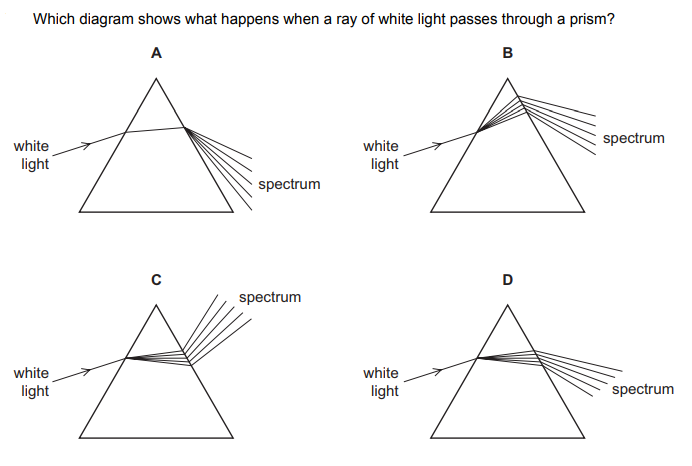 Which diagram shows what happens when a ray of white light passes through a prism?
A
B
white
light
spectrum
white
light
spectrum
C
D
white
light
spectrum
white
light
spectrum